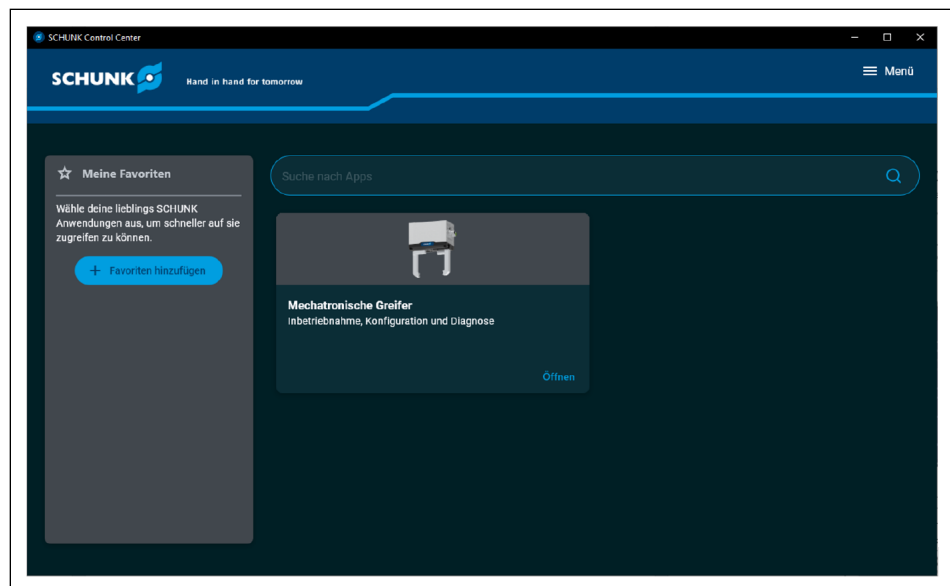 SCHUNK Control Center
SCHUNK
Hand in hand for tomorrow
Menü
Meine Favoriten
Wähle deine lieblings SCHUNK
Anwendungen aus, um schneller auf sie
zugreifen zu können.
+ Favoriten hinzufügen
Suche nach Apps
Mechatronische Greifer
Inbetriebnahme, Konfiguration und Diagnose
Öffnen